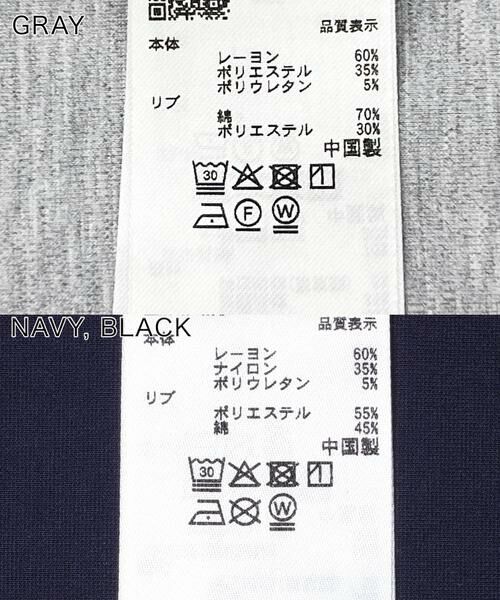 GRAY
品質表示
本体
レーヨン 60%
ポリエステル 35%
ポリウレタン 5%
リブ
綿 70%
ポリエステル 30%
中国製
30
F W
NAVY, BLACK
品質表示
本体
レーヨン 60%
ナイロン 35%
ポリウレタン 5%
リブ
ポリエステル 55%
綿 45%
中国製
30
W